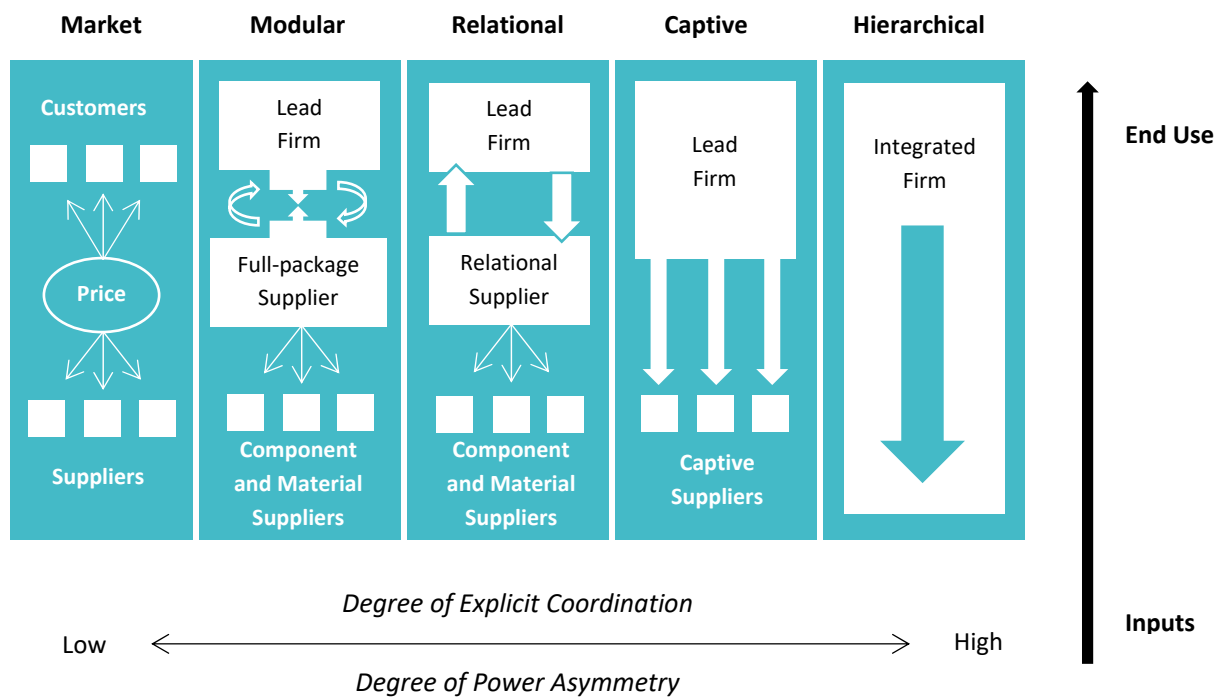 Market
Modular
Relational
Captive
Hierarchical
Customers
Price
Suppliers
Lead
Firm
Full-package
Supplier
Component
and Material
Suppliers
Lead
Firm
Relational
Supplier
Component
and Material
Suppliers
Lead
Firm
Captive
Suppliers
Integrated
Firm
End Use
Inputs
Degree of Explicit Coordination
Low
High
Degree of Power Asymmetry